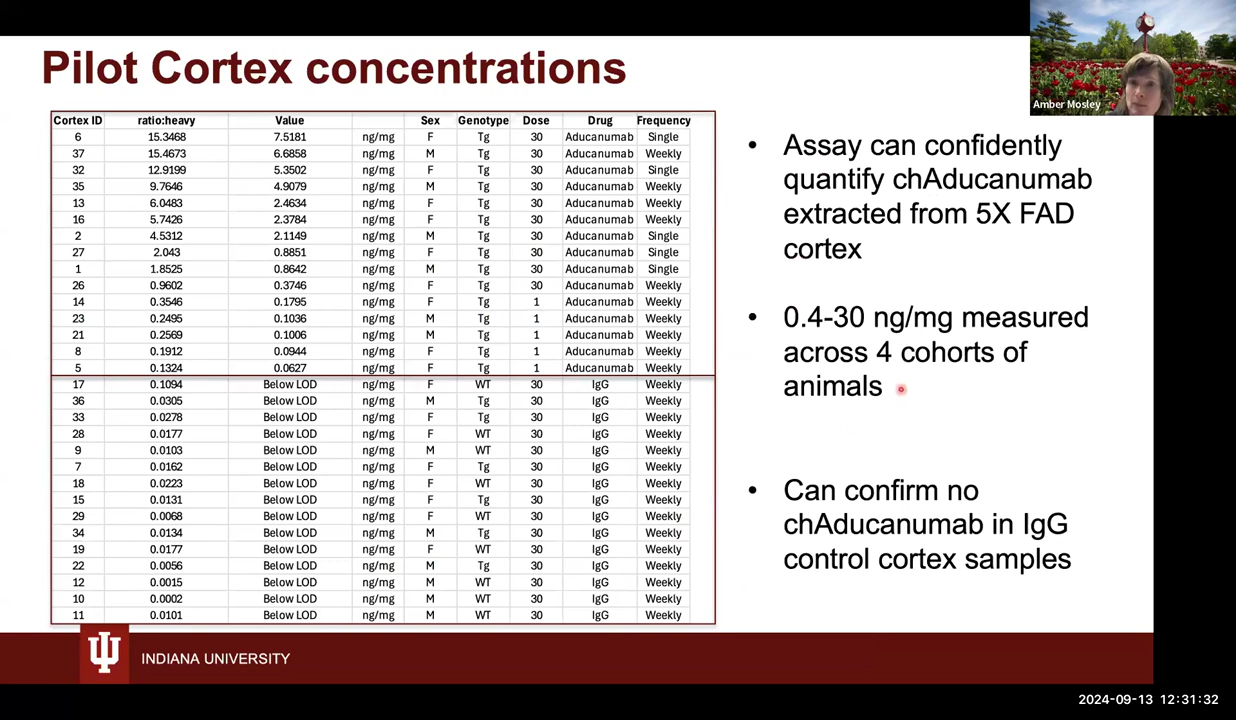 Pilot Cortex concentrations
Amber Mosley
Cortex ID ratio:heavy Value Sex Genotype Dose Drug Frequency
6 15.3468 7.5181 ng/mg F Tg 30 Aducanumab Single
37 15.4673 6.6858 ng/mg M Tg 30 Aducanumab Weekly
32 12.9199 5.3502 ng/mg F Tg 30 Aducanumab Single
35 9.7646 4.9079 ng/mg M Tg 30 Aducanumab Weekly
13 6.0483 2.4634 ng/mg F Tg 30 Aducanumab Weekly
16 5.7426 2.3784 ng/mg F Tg 30 Aducanumab Weekly
2 4.5312 2.1149 ng/mg M Tg 30 Aducanumab Single
27 2.043 0.8851 ng/mg F Tg 30 Aducanumab Single
1 1.8525 0.8642 ng/mg M Tg 30 Aducanumab Single
26 0.9602 0.3746 ng/mg F Tg 30 Aducanumab Weekly
14 0.3546 0.1795 ng/mg F Tg 1 Aducanumab Weekly
23 0.2495 0.1036 ng/mg M Tg 1 Aducanumab Weekly
21 0.2569 0.1006 ng/mg M Tg 1 Aducanumab Weekly
8 0.1912 0.0944 ng/mg F Tg 1 Aducanumab Weekly
5 0.1324 0.0627 ng/mg F Tg 1 Aducanumab Weekly
17 0.1094 Below LOD ng/mg F WT 30 IgG Weekly
36 0.0305 Below LOD ng/mg M Tg 30 IgG Weekly
33 0.0278 Below LOD ng/mg F Tg 30 IgG Weekly
28 0.0177 Below LOD ng/mg F WT 30 IgG Weekly
9 0.0103 Below LOD ng/mg M WT 30 IgG Weekly
7 0.0162 Below LOD ng/mg F Tg 30 IgG Weekly
18 0.0223 Below LOD ng/mg F WT 30 IgG Weekly
15 0.0131 Below LOD ng/mg F Tg 30 IgG Weekly
29 0.0068 Below LOD ng/mg F WT 30 IgG Weekly
34 0.0134 Below LOD ng/mg M Tg 30 IgG Weekly
19 0.0177 Below LOD ng/mg F WT 30 IgG Weekly
22 0.0056 Below LOD ng/mg M Tg 30 IgG Weekly
12 0.0015 Below LOD ng/mg M WT 30 IgG Weekly
10 0.0002 Below LOD ng/mg M WT 30 IgG Weekly
11 0.0101 Below LOD ng/mg M WT 30 IgG Weekly
• Assay can confidently
quantify chAducanumab
extracted from 5X FAD
cortex
• 0.4-30 ng/mg measured
across 4 cohorts of
animals
• Can confirm no
chAducanumab in IgG
control cortex samples
INDIANA UNIVERSITY
2024-09-13 12:31:32